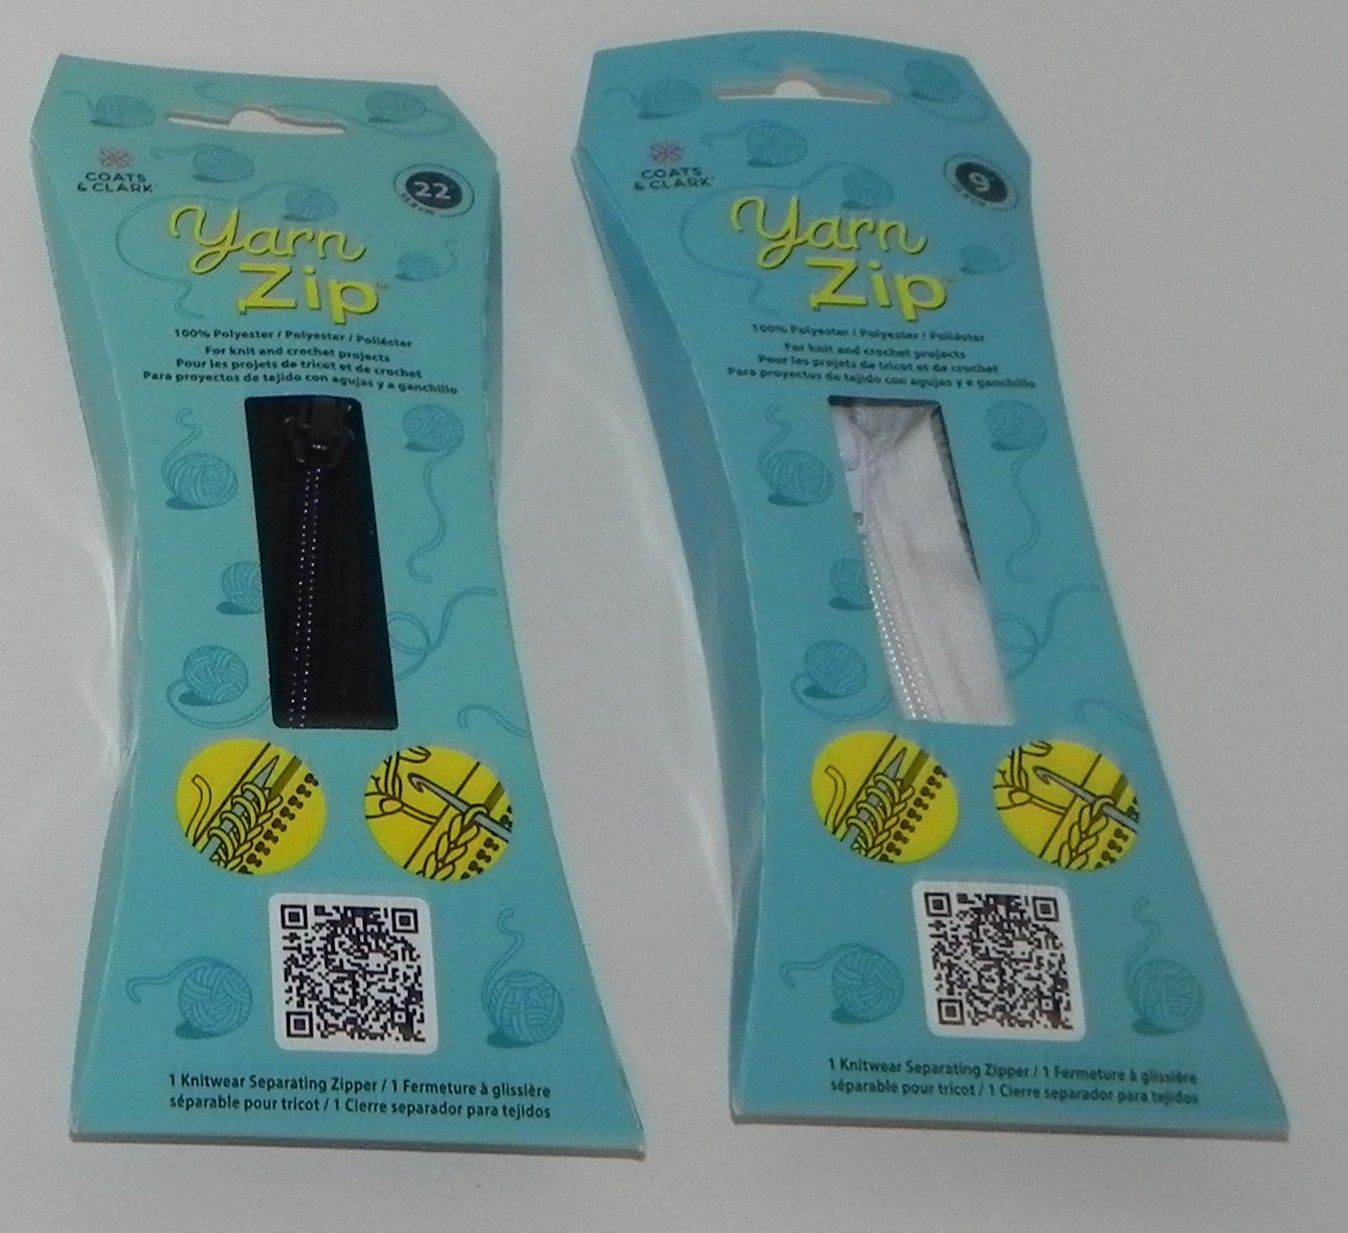 COATS
& CLARK
22"
55.8 cm
Yarn
Zip™
100% Polyester / Polyester / Poliéster
For knit and crochet projects
Pour les projets de tricot et de crochet
Para proyectos de tejido con agujas y a ganchillo
1 Knitwear Separating Zipper / 1 Fermeture à glissière
séparable pour tricot / 1 Cierre separador para tejidos
COATS
& CLARK
9"
Yarn
Zip
100% Polyester / Polyester / Poliéster
For knit and crochet projects
Pour les projets de tricot et de crochet
Para proyectos de tejido con agujas y a ganchillo
1 Knitwear Separating Zipper / 1 Fermeture à glissière
séparable pour tricot / 1 Cierre separador para tejidos